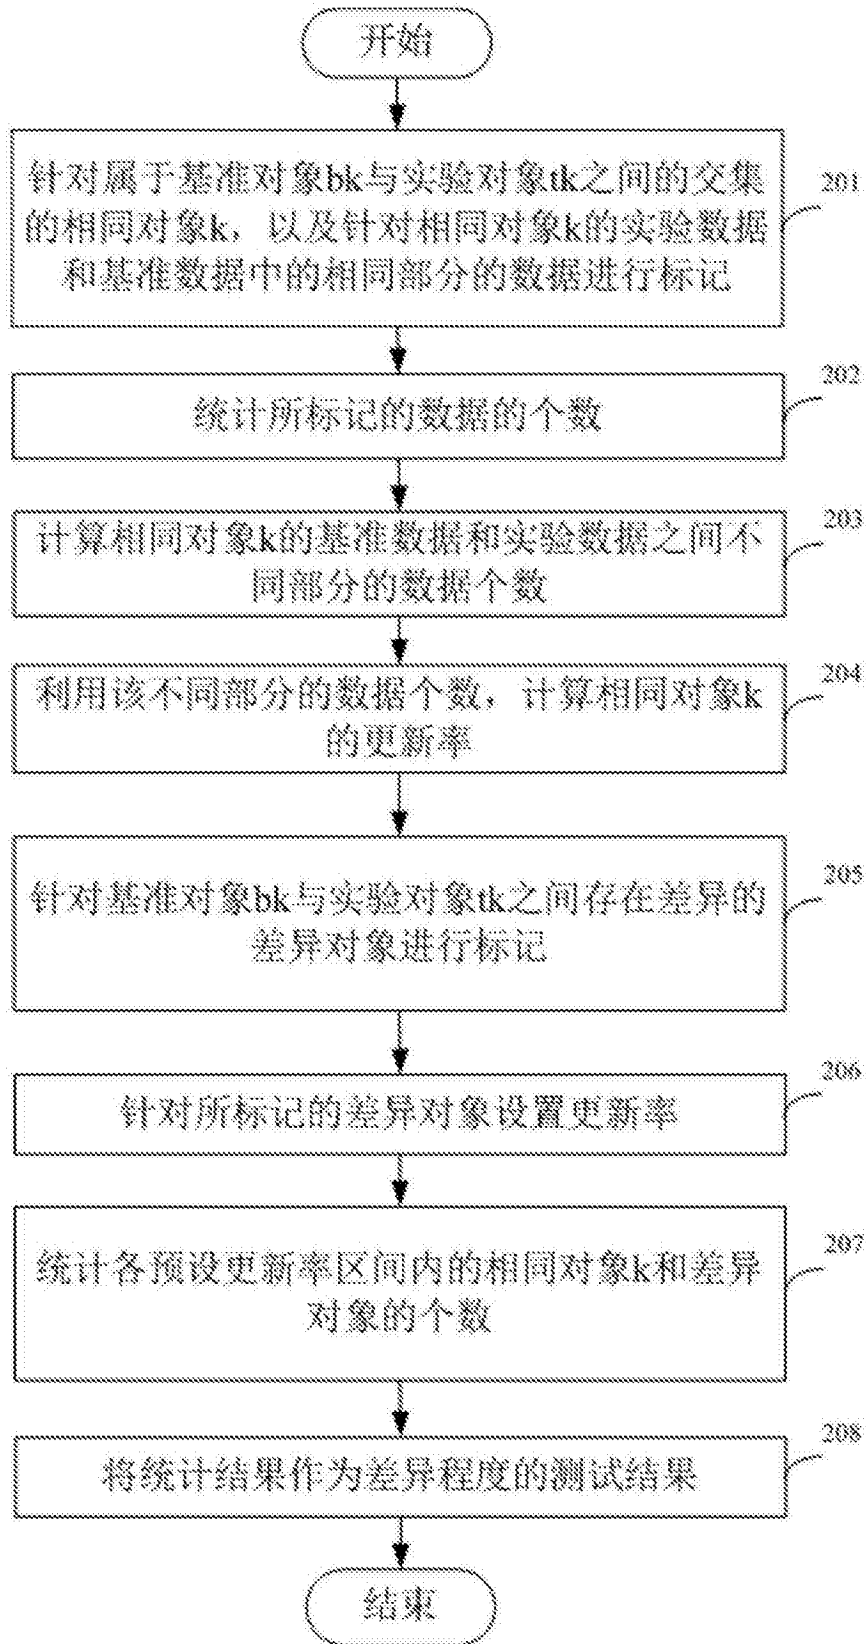 开始
针对属于基准对象bk与实验对象tk之间的交集
的相同对象k，以及针对相同对象k的实验数据
和基准数据中的相同部分的数据进行标记
201
统计所标记的数据的个数
202
计算相同对象k的基准数据和实验数据之间不
同部分的数据个数
203
利用该不同部分的数据个数，计算相同对象k
的更新率
204
针对基准对象bk与实验对象tk之间存在差异的
差异对象进行标记
205
针对所标记的差异对象设置更新率
206
统计各预设更新率区间内的相同对象k和差异
对象的个数
207
将统计结果作为差异程度的测试结果
208
结束